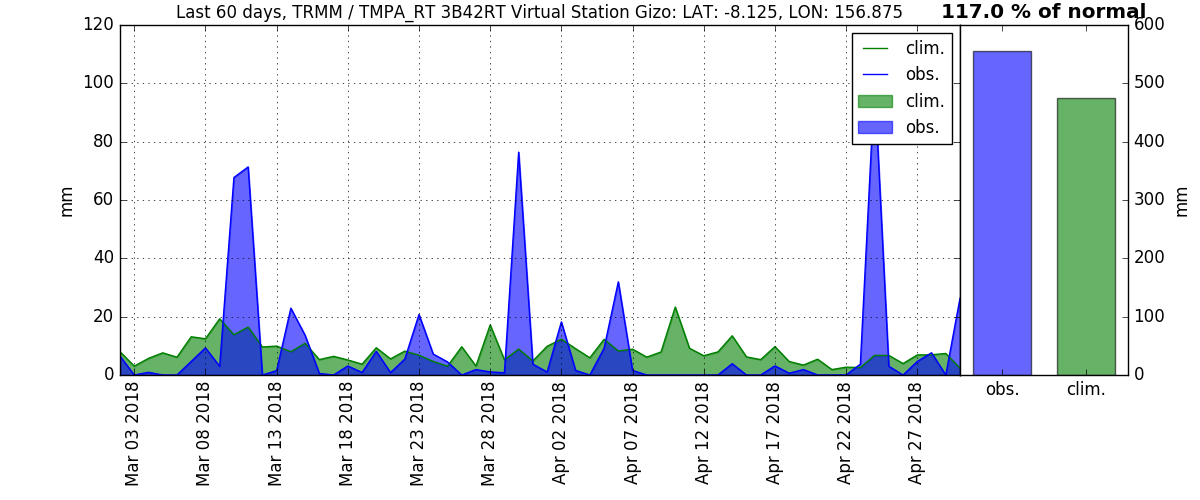 Last 60 days, TRMM / TMPA_RT 3B42RT Virtual Station Gizo: LAT: -8.125, LON: 156.875
117.0 % of normal
120
100
80
60
40
20
0
mm
clim.
obs.
clim.
obs.
600
500
400
300
200
100
0
mm
Mar 03 2018
Mar 08 2018
Mar 13 2018
Mar 18 2018
Mar 23 2018
Mar 28 2018
Apr 02 2018
Apr 07 2018
Apr 12 2018
Apr 17 2018
Apr 22 2018
Apr 27 2018
obs.
clim.